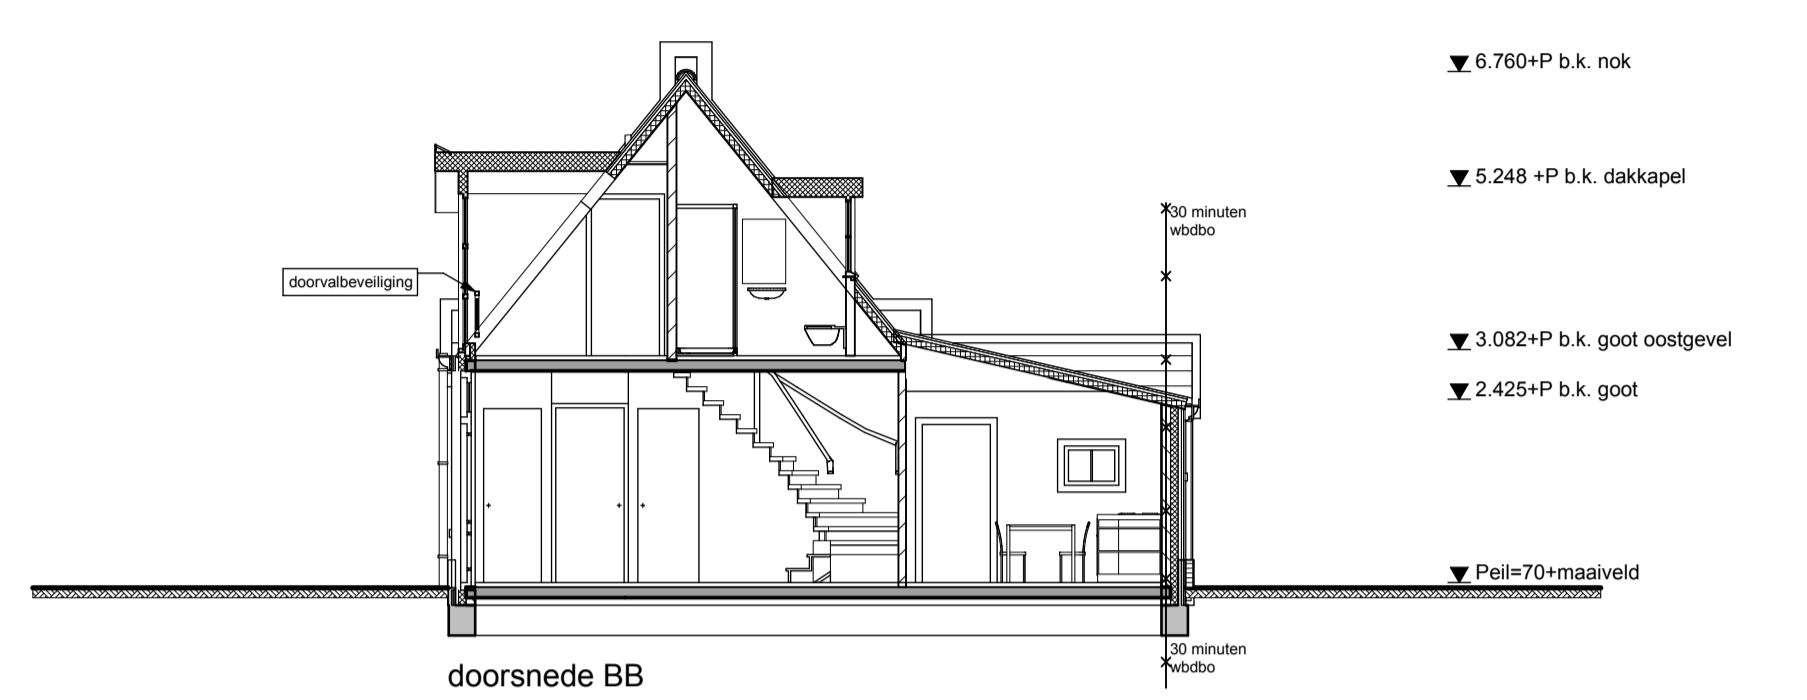 6.760+P b.k. nok
5.248 +P b.k. dakkapel
30 minuten
wbdbo
doorvalbeveiliging
3.082+P b.k. goot oostgevel
2.425+P b.k. goot
Peil=70+maaiveld
30 minuten
wbdbo
doorsnede BB